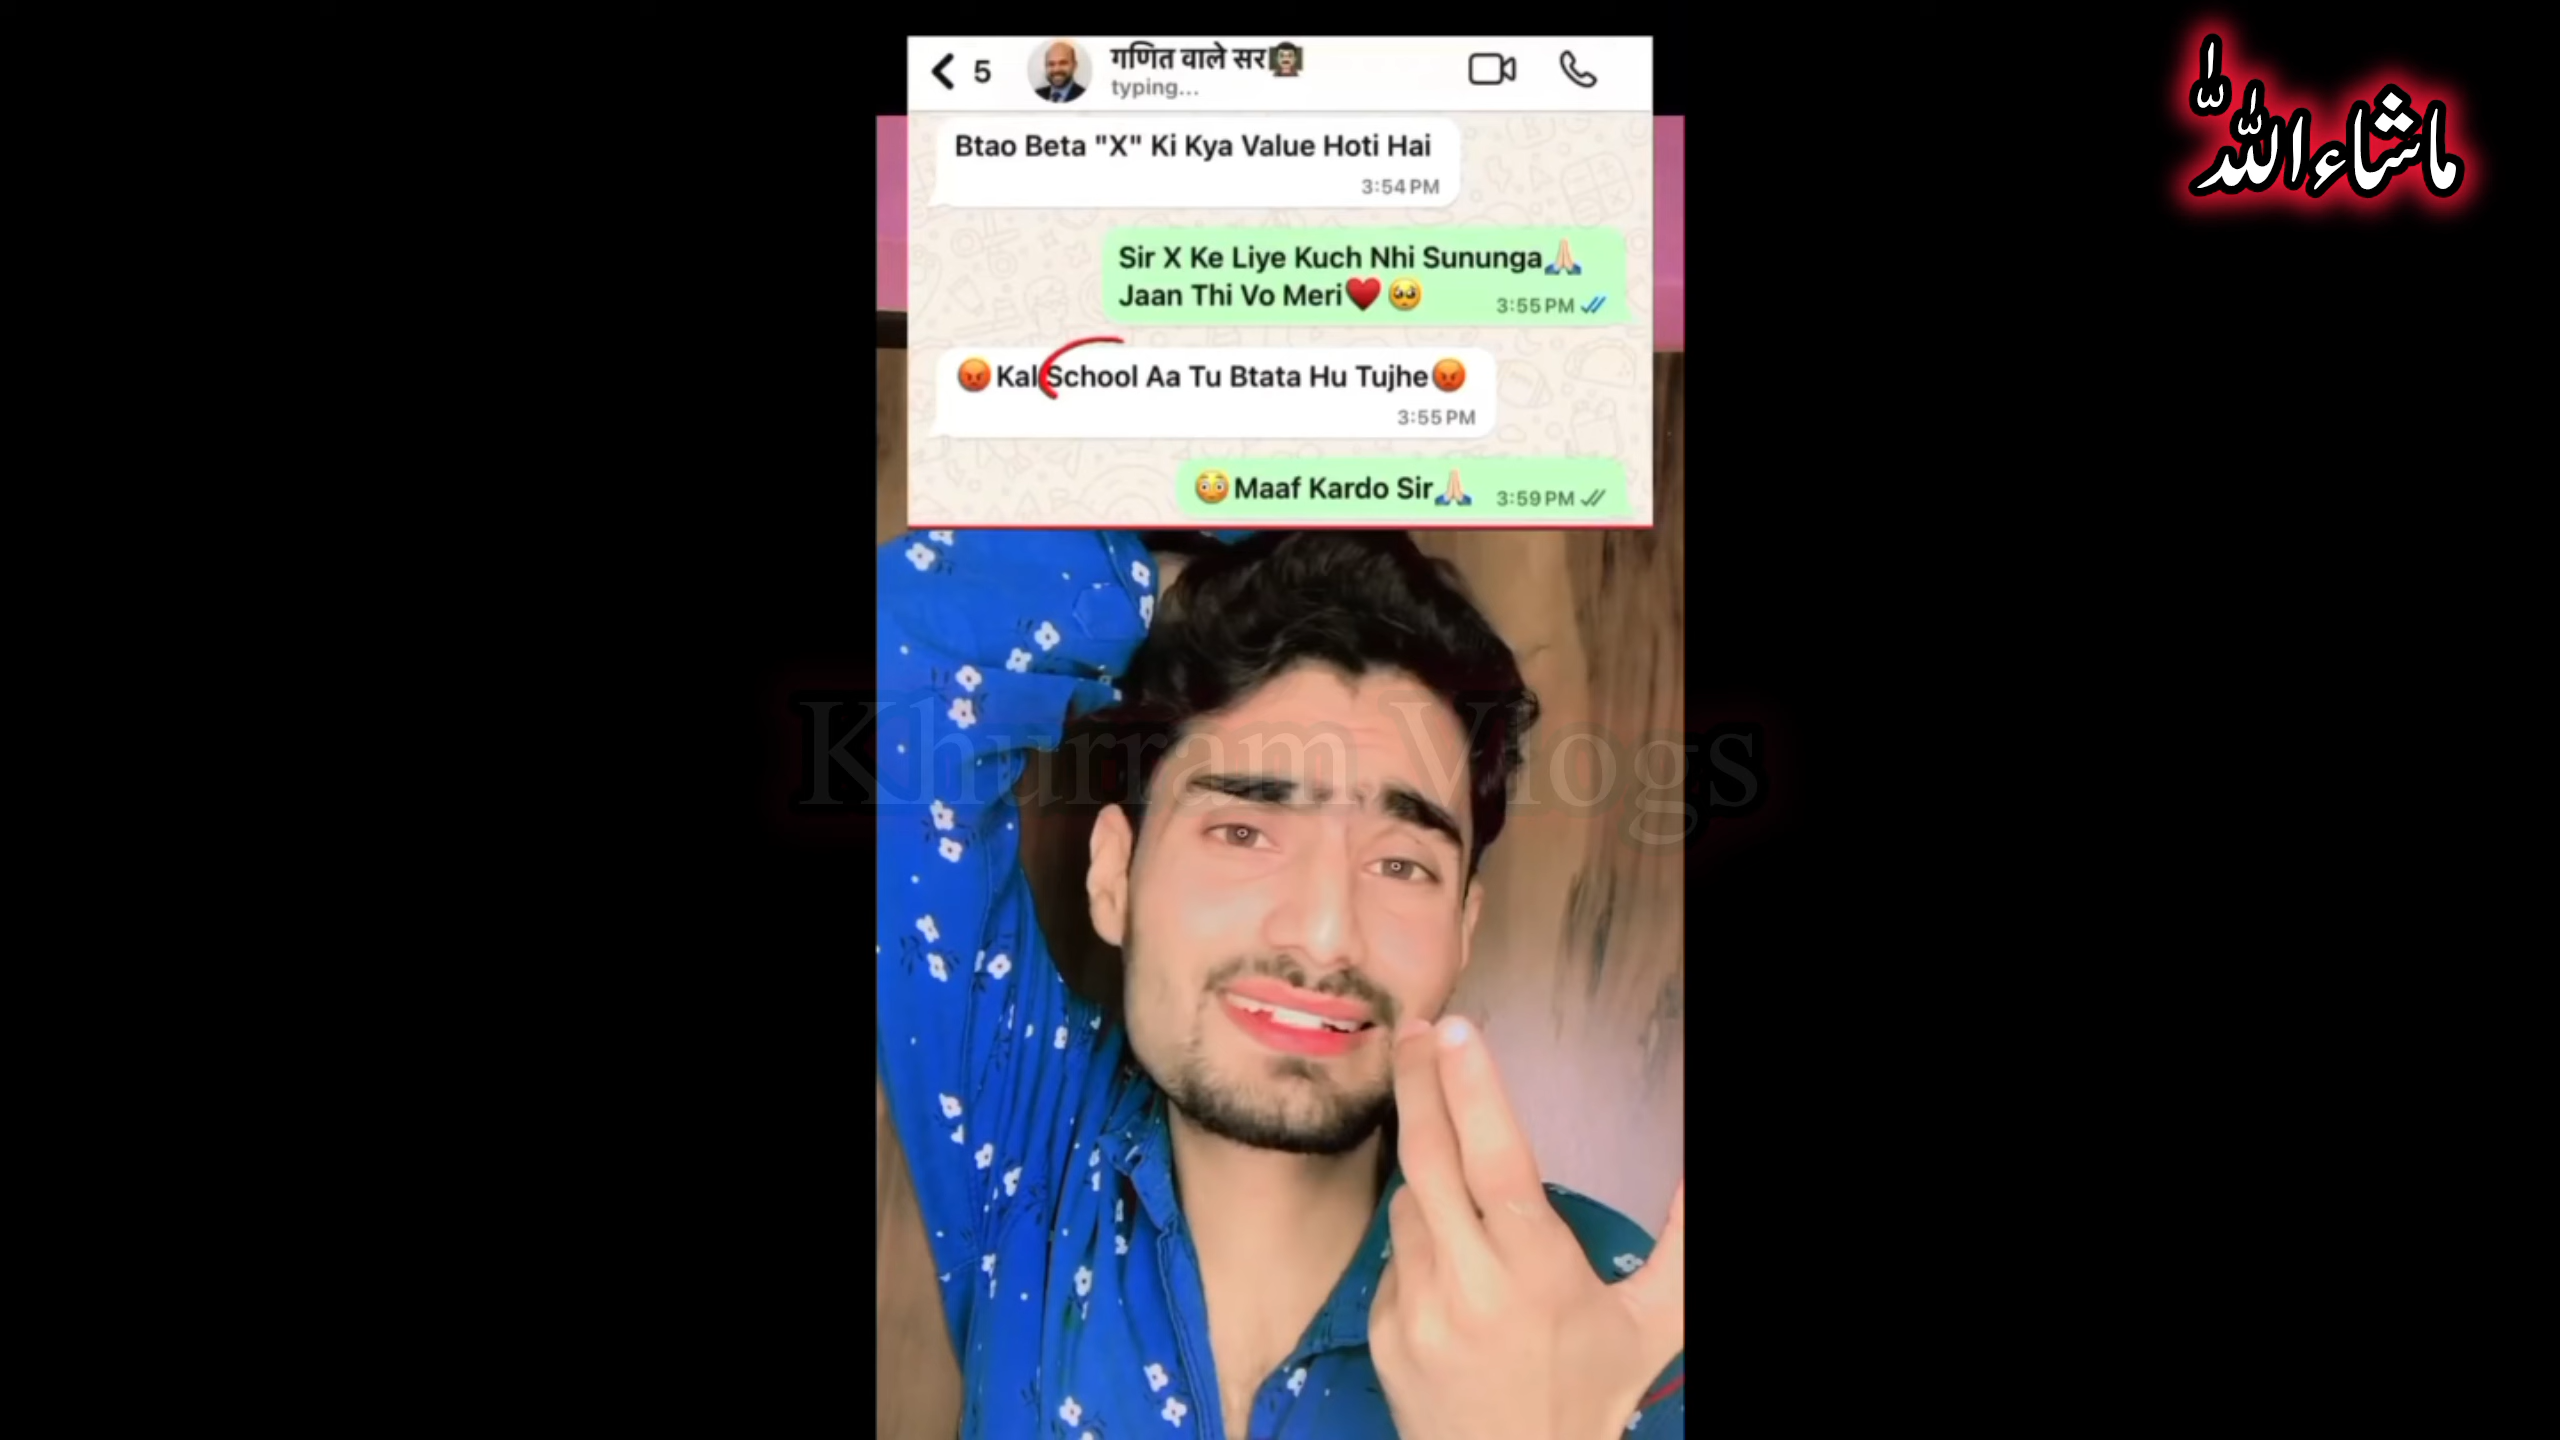 5
गणित वाले सर
typing...
Btao Beta "X" Ki Kya Value Hoti Hai
3:54 PM
Sir X Ke Liye Kuch Nhi Sununga🙏
Jaan Thi Vo Meri❤️🥺
3:55 PM
😡Kal School Aa Tu Btata Hu Tujhe😡
3:55 PM
😳Maaf Kardo Sir🙏
3:59 PM
ماشاء اللہ
Khurram Vlogs